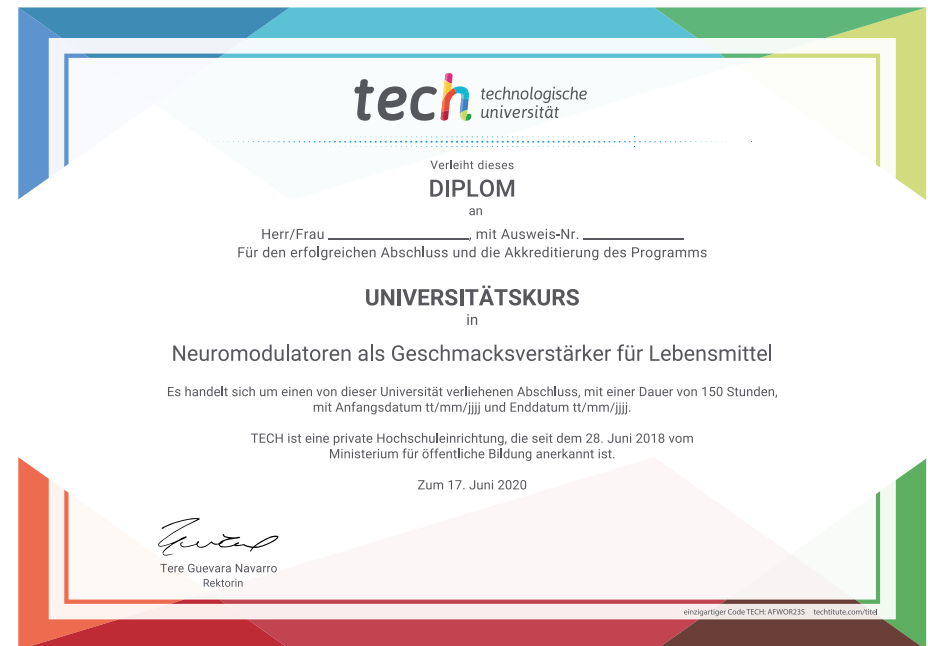 tech technologische
universität
Verleiht dieses
DIPLOM
an
Herr/Frau ____________, mit Ausweis-Nr. ____________
Für den erfolgreichen Abschluss und die Akkreditierung des Programms
UNIVERSITÄTSKURS
in
Neuromodulatoren als Geschmacksverstärker für Lebensmittel
Es handelt sich um einen von dieser Universität verliehenen Abschluss, mit einer Dauer von 150 Stunden,
mit Anfangsdatum tt/mm/jjjj und Enddatum tt/mm/jjjj.
TECH ist eine private Hochschuleinrichtung, die seit dem 28. Juni 2018 vom
Ministerium für öffentliche Bildung anerkannt ist.
Zum 17. Juni 2020
Tere Guevara Navarro
Rektorin
einzigartiger Code TECH: AFWOR23S techtitute.com/titel